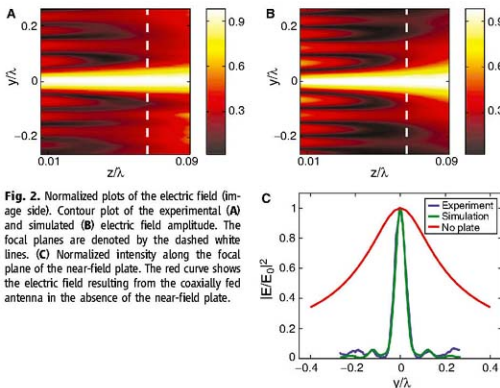 A
B
0.2
0
−0.2
y/λ
0.01
z/λ
0.09
0.9
0.6
0.3
0.2
0
−0.2
y/λ
0.01
z/λ
0.09
0.9
0.6
0.3
Fig. 2. Normalized plots of the electric field (im-
age side). Contour plot of the experimental (A)
and simulated (B) electric field amplitude. The
focal planes are denoted by the dashed white
lines. (C) Normalized intensity along the focal
plane of the near-field plate. The red curve shows
the electric field resulting from the coaxially fed
antenna in the absence of the near-field plate.
C
Experiment
Simulation
No plate
|E/E0|2
1
0.8
0.6
0.4
0.2
0
−0.4
−0.2
0
0.2
0.4
y/λ